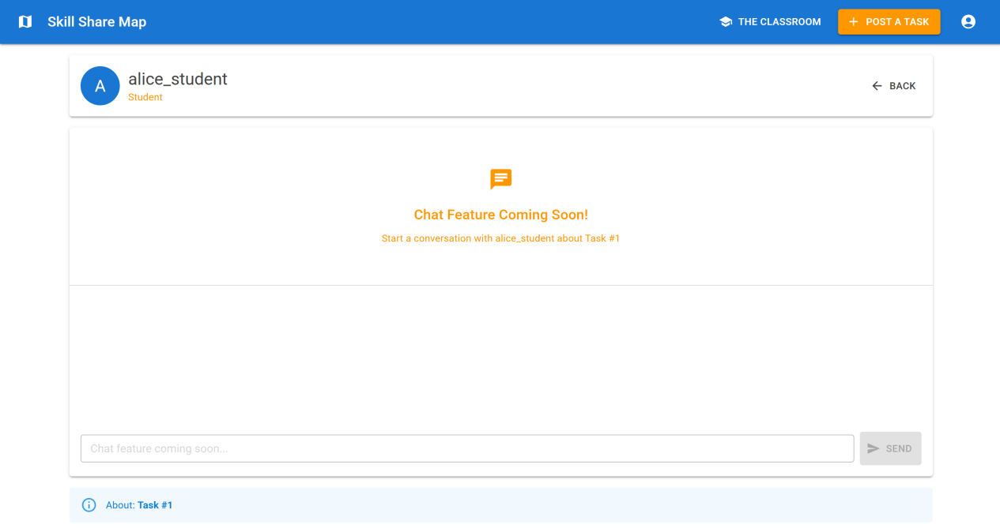 Skill Share Map
THE CLASSROOM
POST A TASK
A
alice_student
Student
BACK
Chat Feature Coming Soon!
Start a conversation with alice_student about Task #1
Chat feature coming soon...
SEND
About: Task #1